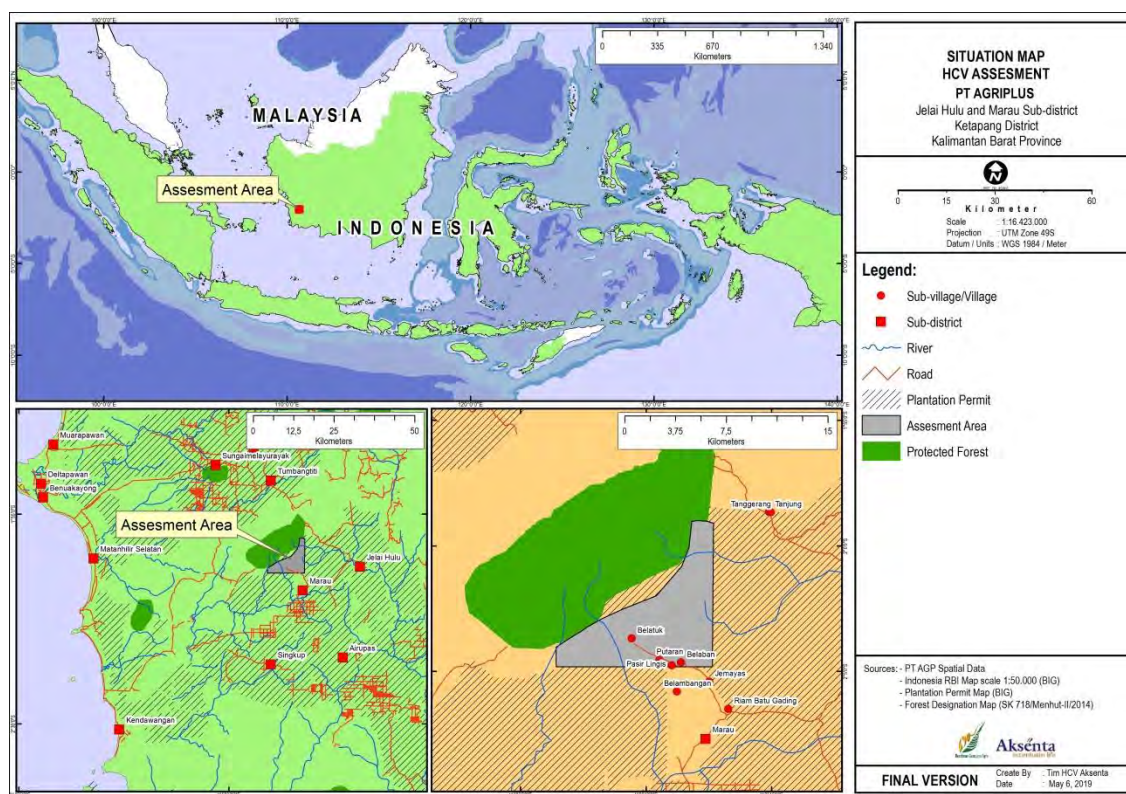 SITUATION MAP
HCV ASSESMENT
PT AGRIPLUS
Jelai Hulu and Marau Sub-district
Ketapang District
Kalimantan Barat Province
N
0 15 30 45 60
Kilometer
Scale : 1:16.423.000
Projection : UTM Zone 49S
Datum / Units : WGS 1984 / Meter
Legend:
Sub-village/Village
Sub-district
River
Road
Plantation Permit
Assesment Area
Protected Forest
Sources: - PT AGP Spatial Data
- Indonesia RBI Map scale 1:50.000 (BIG)
- Plantation Permit Map (BIG)
- Forest Designation Map (SK 718/Menhut-II/2014)
Aksenta
FINAL VERSION
Create By : Tim HCV Aksenta
Date : May 6, 2019
0 335 670 1.340
Kilometers
MALAYSIA
Assesment Area
INDONESIA
0 12,5 25 50
Kilometers
Muarapawan
Sungaimelayurayak
Deltapawan
Tumbangtiti
Benuakayong
Assesment Area
Matanhilir Selatan
Jelai Hulu
Marau
Singkup
Airupas
Kendawangan
0 3,75 7,5 15
Kilometers
Tanggerang Tanjung
Belatuk
Putaran
Belaban
Pasir Lingis
Jemayas
Belambangan
Riam Batu Gading
Marau